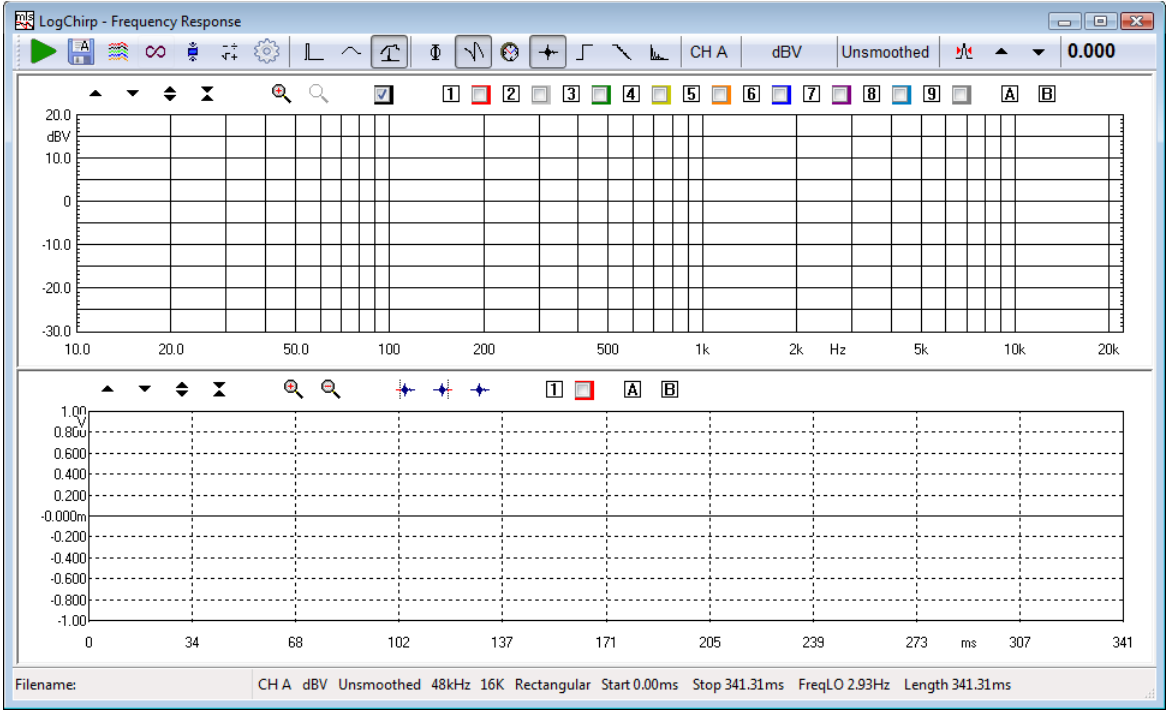 mls LogChirp - Frequency Response
A CH A dBV Unsmoothed 0.000
1 2 3 4 5 6 7 8 9 A B
20.0
dBV
10.0
0
-10.0
-20.0
-30.0
10.0 20.0 50.0 100 200 500 1k 2k Hz 5k 10k 20k
1 A B
1.00
V
0.800
0.600
0.400
0.200
-0.000m
-0.200
-0.400
-0.600
-0.800
-1.00
0 34 68 102 137 171 205 239 273 ms 307 341
Filename: CH A dBV Unsmoothed 48kHz 16K Rectangular Start 0.00ms Stop 341.31ms FreqLO 2.93Hz Length 341.31ms